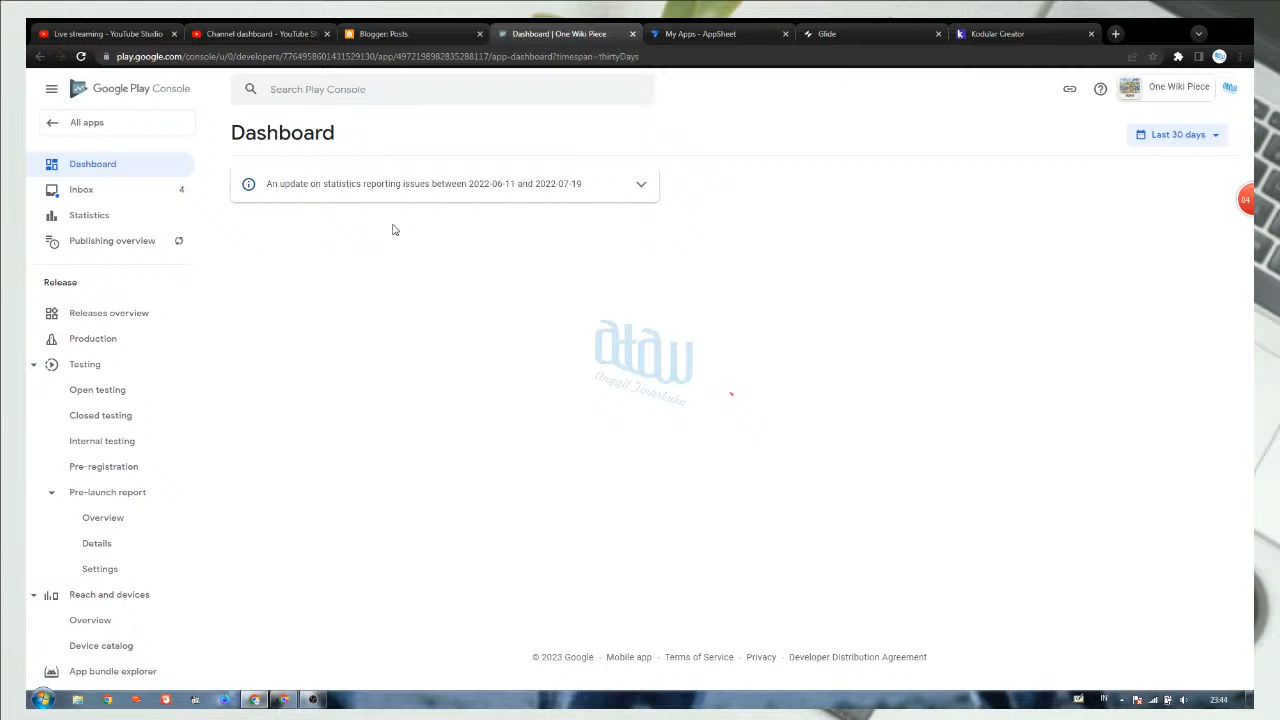 Live streaming - YouTube Studio
Channel dashboard - YouTube St
Blogger: Posts
Dashboard | One Wiki Piece
My Apps - AppSheet
Glide
Kodular Creator
play.google.com/console/u/0/developers/7764958601431529130/app/4972198982835288117/app-dashboard?timespan=thirtyDays
Google Play Console
Search Play Console
One Wiki Piece
All apps
Dashboard
Last 30 days
Dashboard
Inbox 4
An update on statistics reporting issues between 2022-06-11 and 2022-07-19
84
Statistics
Publishing overview
Release
Releases overview
Production
Testing
Open testing
Closed testing
Internal testing
Pre-registration
Pre-launch report
Overview
Details
Settings
Reach and devices
Overview
Device catalog
App bundle explorer
ataw
Anggit Tinarbuku
© 2023 Google - Mobile app - Terms of Service - Privacy - Developer Distribution Agreement
IN
23:44